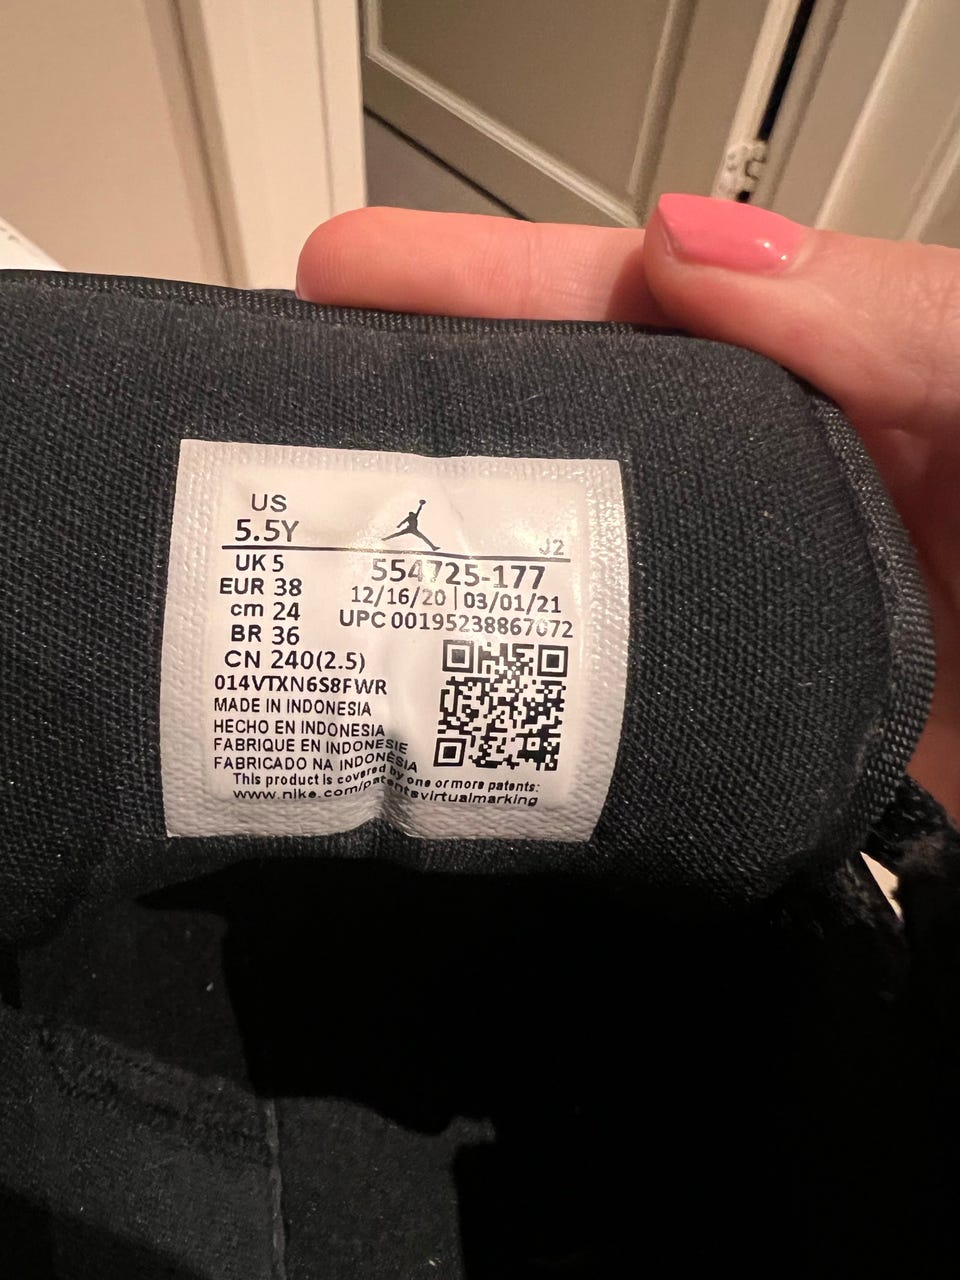 US
5.5Y
J2
UK 5
EUR 38
cm 24
BR 36
CN 240(2.5)
554725-177
12/16/20 | 03/01/21
UPC 00195238867072
014VTXN6S8FWR
MADE IN INDONESIA
HECHO EN INDONESIA
FABRIQUE EN INDONESIE
FABRICADO NA INDONÉSIA
This product is covered by one or more patents:
www.nike.com/patentsvirtualmarking